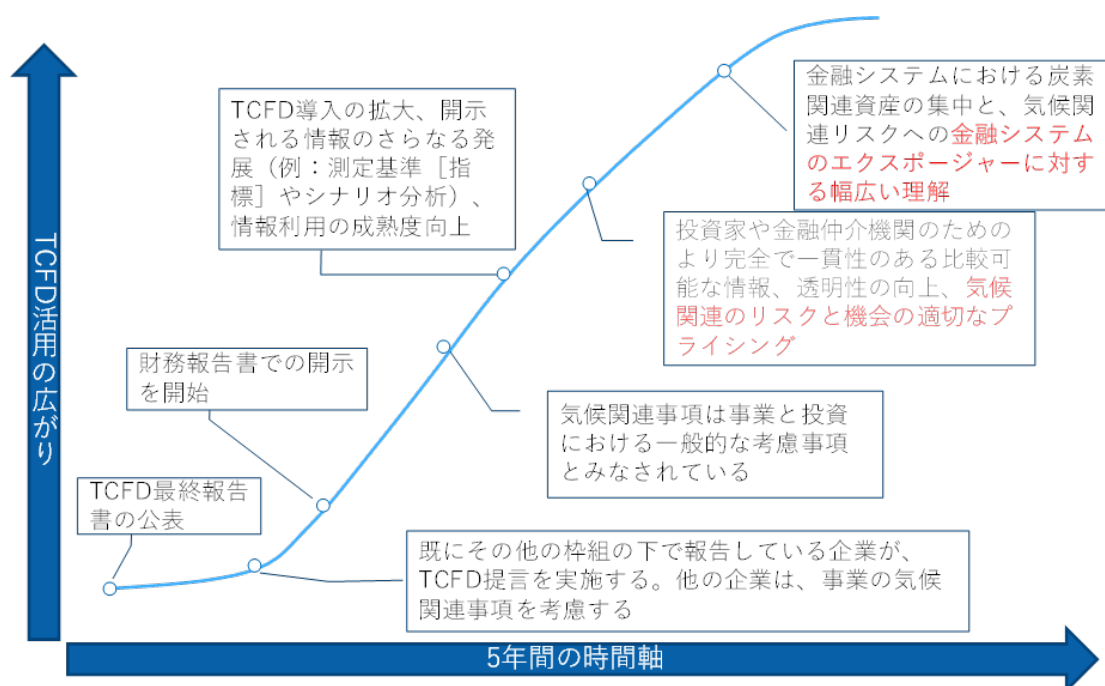 TCFD活用の広がり
TCFD最終報告
書の公表
既にその他の枠組の下で報告している企業が、
TCFD提言を実施する。他の企業は、事業の気候
関連事項を考慮する
財務報告書での開示
を開始
気候関連事項は事業と投資
における一般的な考慮事項
とみなされている
TCFD導入の拡大、開示
される情報のさらなる発
展（例：測定基準［指
標］やシナリオ分析）、
情報利用の成熟度向上
投資家や金融仲介機関のための
より完全で一貫性のある比較可
能な情報、透明性の向上、気候
関連のリスクと機会の適切なプ
ライシング
金融システムにおける炭素
関連資産の集中と、気候関
連リスクへの金融システム
のエクスポージャーに対す
る幅広い理解
5年間の時間軸